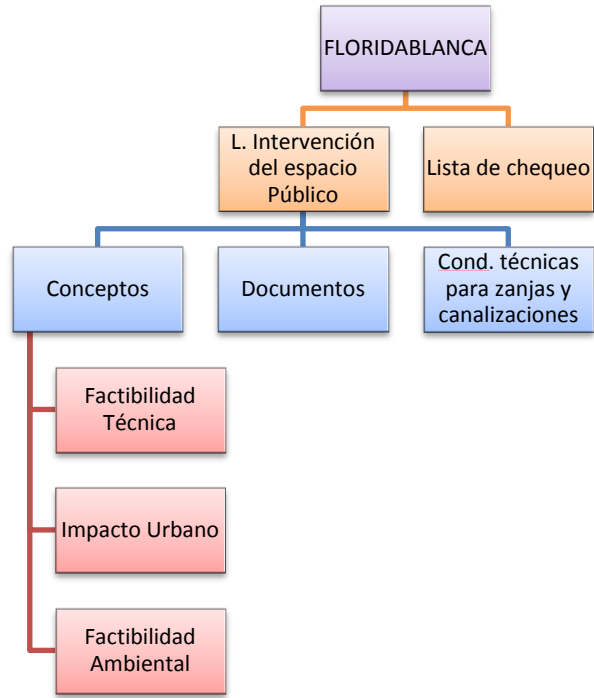 FLORIDABLANCA
L. Intervención
del espacio
Público
Lista de chequeo
Conceptos
Documentos
Cond. técnicas
para zanjas y
canalizaciones
Factibilidad
Técnica
Impacto Urbano
Factibilidad
Ambiental